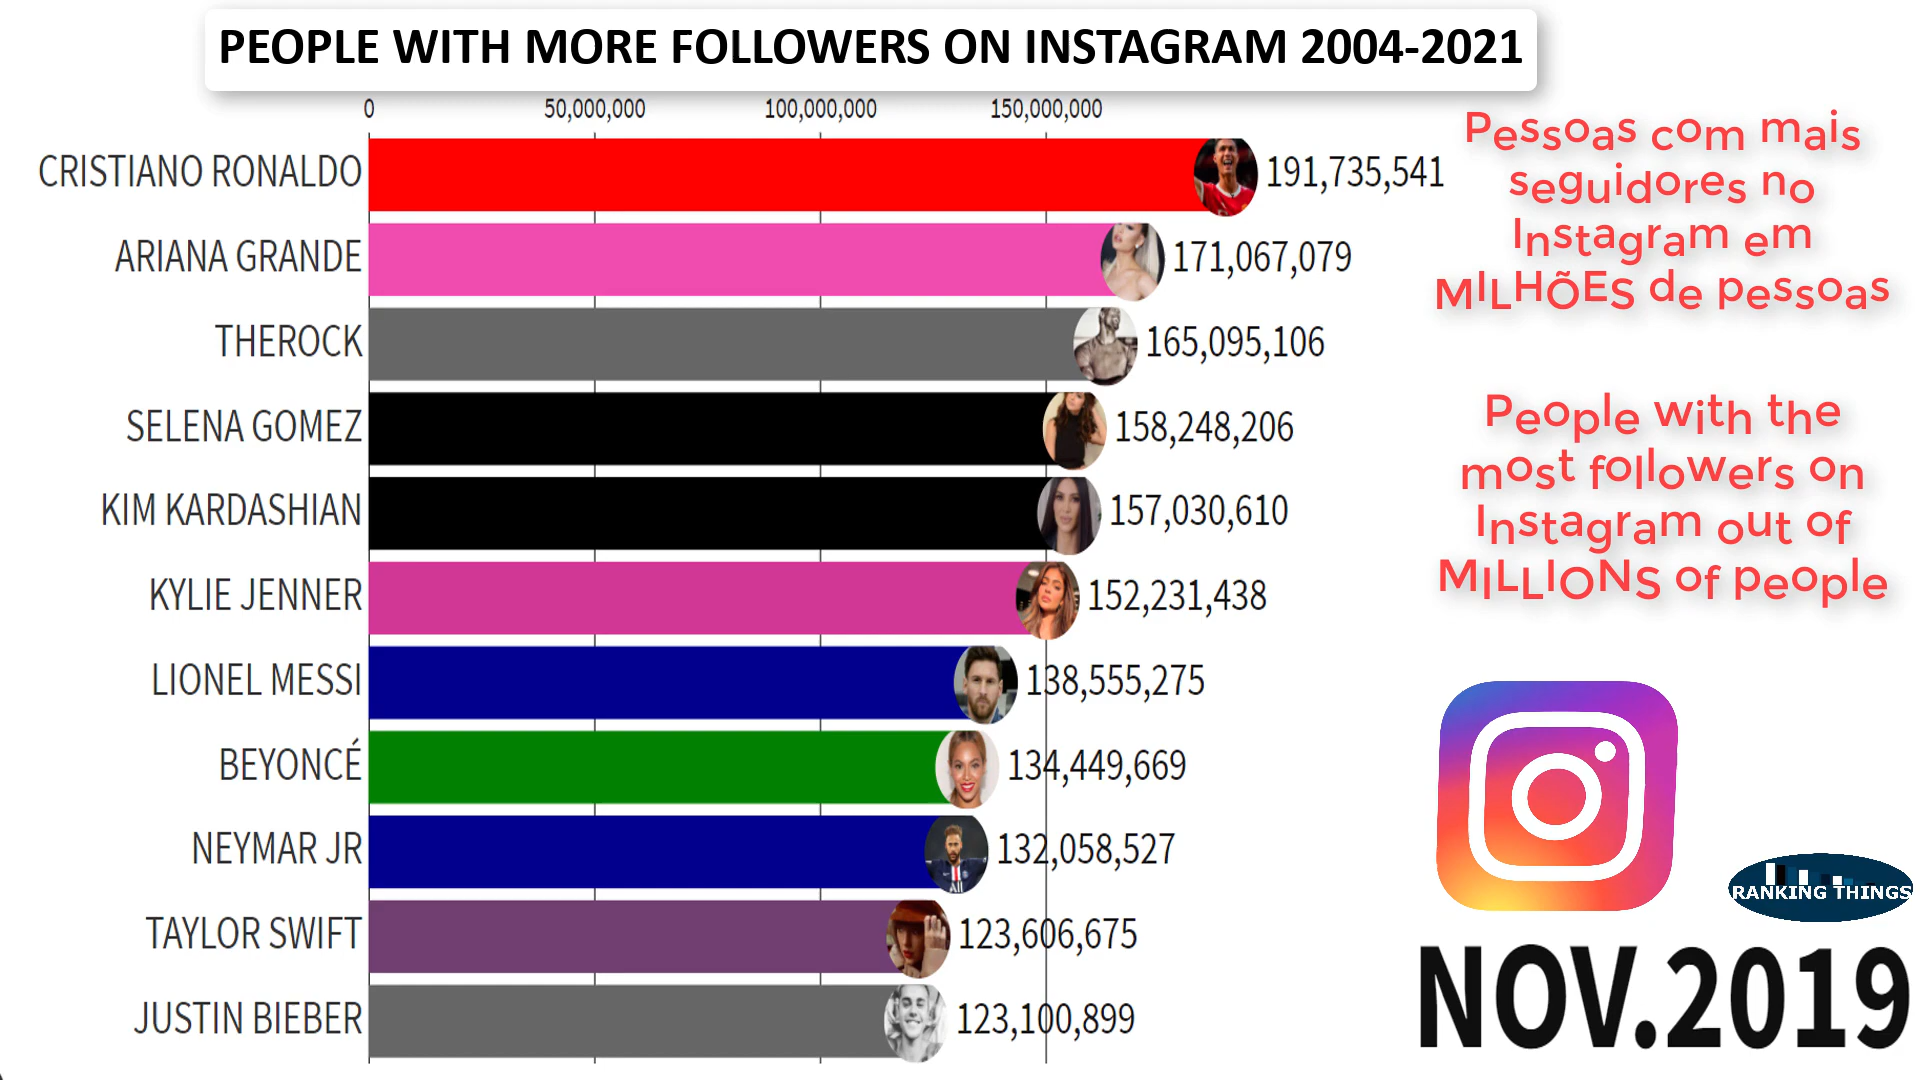 PEOPLE WITH MORE FOLLOWERS ON INSTAGRAM 2004-2021
0 50,000,000 100,000,000 150,000,000
CRISTIANO RONALDO 191,735,541
ARIANA GRANDE 171,067,079
THEROCK 165,095,106
SELENA GOMEZ 158,248,206
KIM KARDASHIAN 157,030,610
KYLIE JENNER 152,231,438
LIONEL MESSI 138,555,275
BEYONCÉ 134,449,669
NEYMAR JR 132,058,527
TAYLOR SWIFT 123,606,675
JUSTIN BIEBER 123,100,899
Pessoas com mais
seguidores no
Instagram em
MILHÕES de pessoas
People with the
most followers on
Instagram out of
MILLIONS of people
RANKING THINGS
NOV.2019